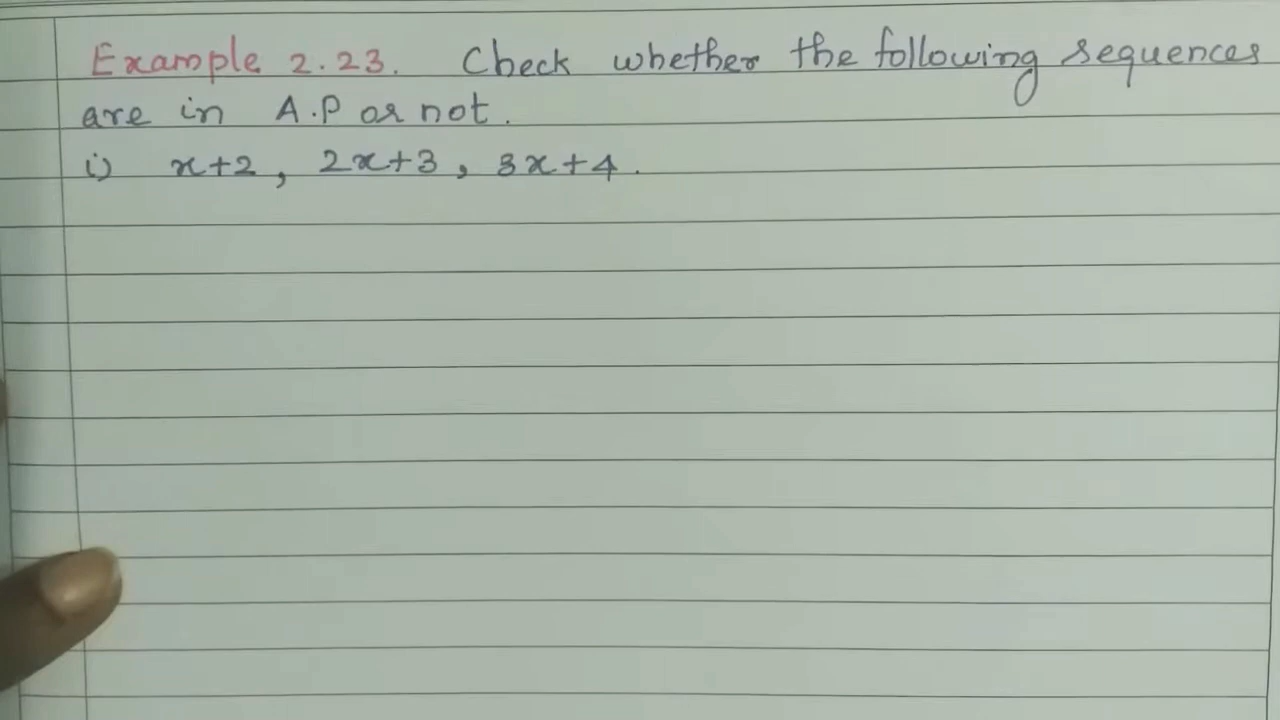 Example 2.23. Check whether the following sequences
are in A.P or not.
i) x+2, 2x+3, 3x+4.